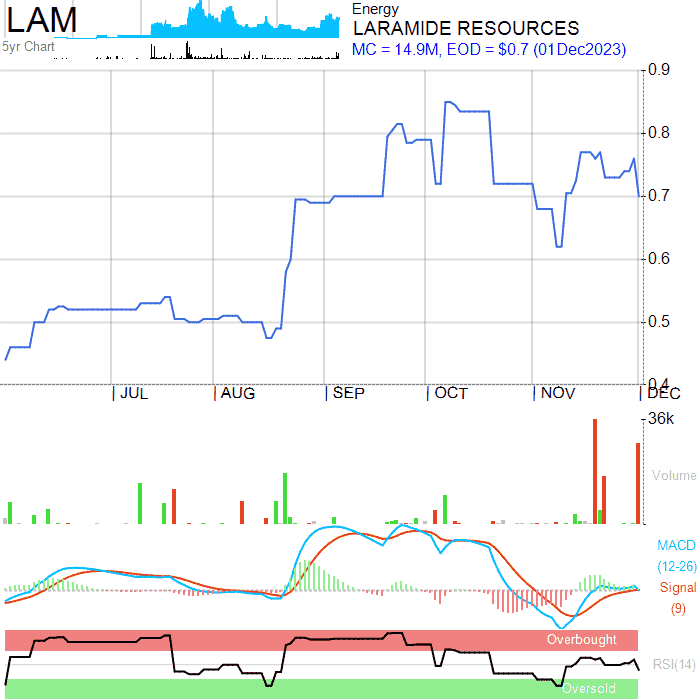 LAM
5yr Chart
Energy
LARAMIDE RESOURCES
MC = 14.9M, EOD = $0.7 (01Dec2023)
0.9
0.8
0.7
0.6
0.5
0.4
JUL AUG SEP OCT NOV DEC
36k
Volume
MACD
(12-26)
Signal
(9)
Overbought
RSI(14)
Oversold